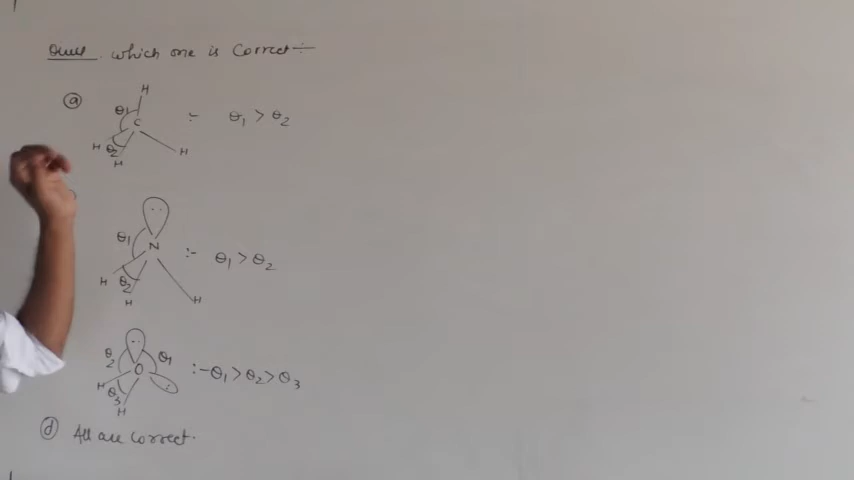 Ques. which one is Correct :-
(a) H θ1 C :- θ1 > θ2
H θ2 H
H
θ1 N :- θ1 > θ2
H θ2 H
H
θ2 O θ1 :- θ1 > θ2 > θ3
H θ3
H
(d) All are correct.